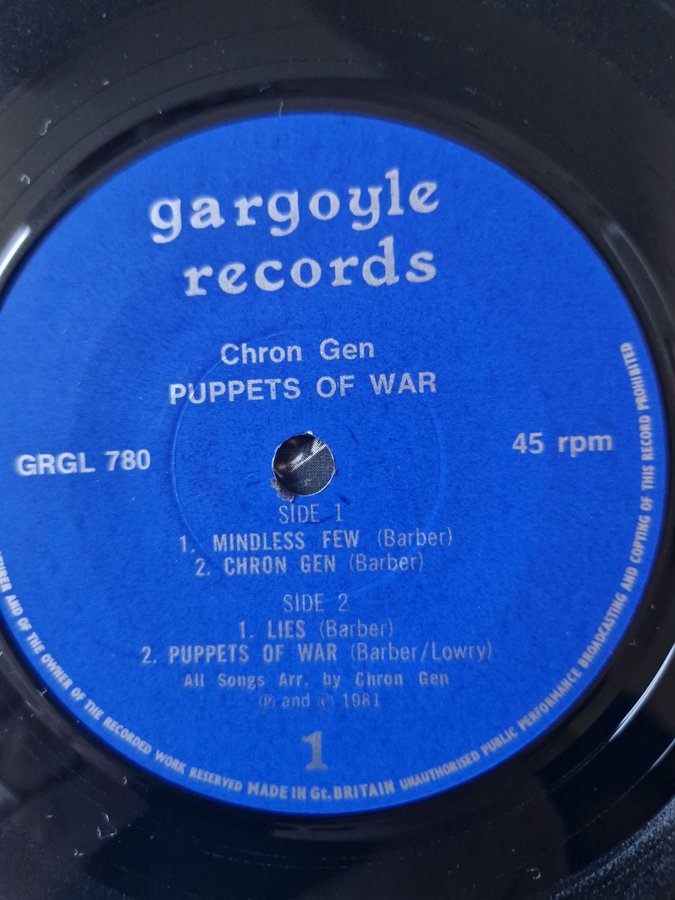 gargoyle
records
Chron Gen
PUPPETS OF WAR
GRGL 780
45 rpm
SIDE 1
1. MINDLESS FEW (Barber)
2. CHRON GEN (Barber)
SIDE 2
1. LIES (Barber)
2. PUPPETS OF WAR (Barber/Lowry)
All Songs Arr. by Chron Gen
Ⓟ and © 1981
1
AND OF THE OWNER OF THE RECORDED WORK RESERVED MADE IN Gt. BRITAIN UNAUTHORISED PUBLIC PERFORMANCE BROADCASTING AND COPYING OF THIS RECORD PROHIBITED